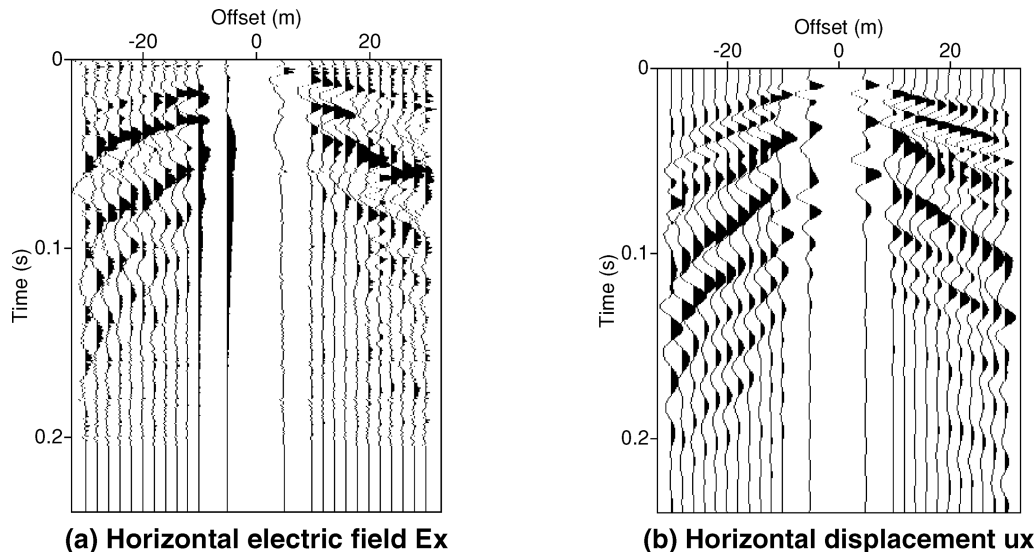 Offset (m)
-20 0 20
0
0.1
0.2
Time (s)
(a) Horizontal electric field Ex
Offset (m)
-20 0 20
0
0.1
0.2
Time (s)
(b) Horizontal displacement ux